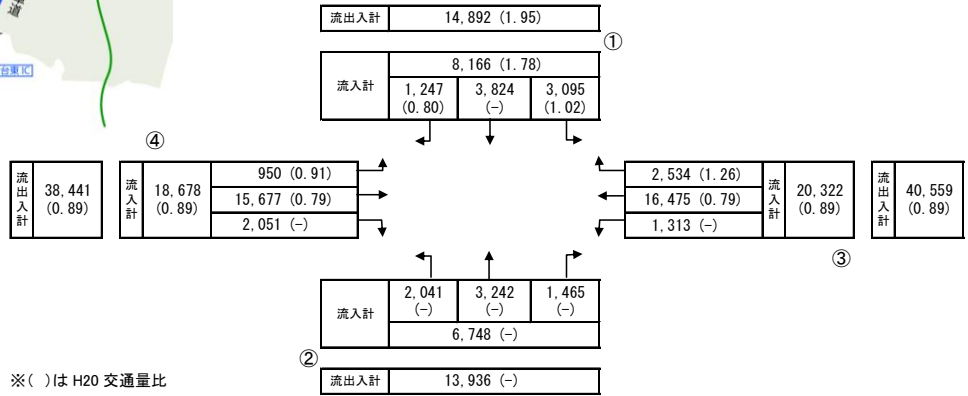 道
台東IC
流出入計 14,892 (1.95)
①
流入計
8,166 (1.78)
1,247 3,824 3,095
(0.80) (-) (1.02)
④
流出入計 38,441 (0.89)
流入計 18,678 (0.89)
950 (0.91)
15,677 (0.79)
2,051 (-)
2,534 (1.26)
16,475 (0.79)
1,313 (-)
流入計 20,322 (0.89)
流出入計 40,559 (0.89)
③
流入計
2,041 3,242 1,465
(-) (-) (-)
6,748 (-)
②
流出入計 13,936 (-)
※( )は H20 交通量比